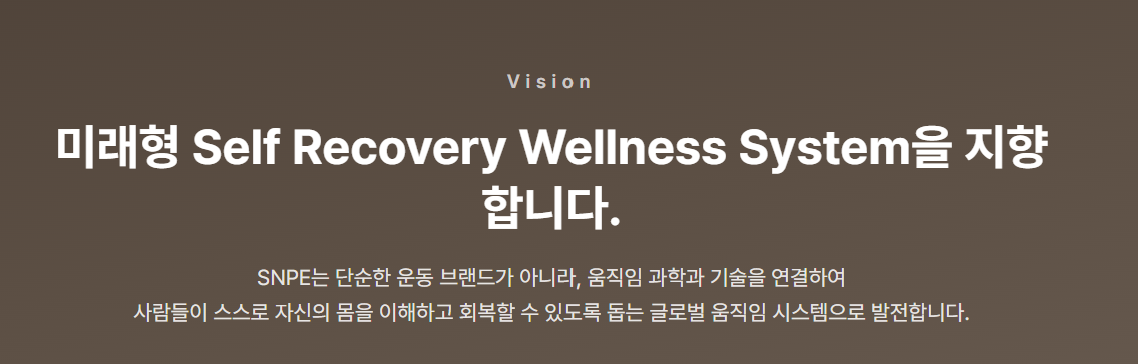 Vision
미래형 Self Recovery Wellness System을 지향
합니다.
SNPE는 단순한 운동 브랜드가 아니라, 움직임 과학과 기술을 연결하여
사람들이 스스로 자신의 몸을 이해하고 회복할 수 있도록 돕는 글로벌 움직임 시스템으로 발전합니다.